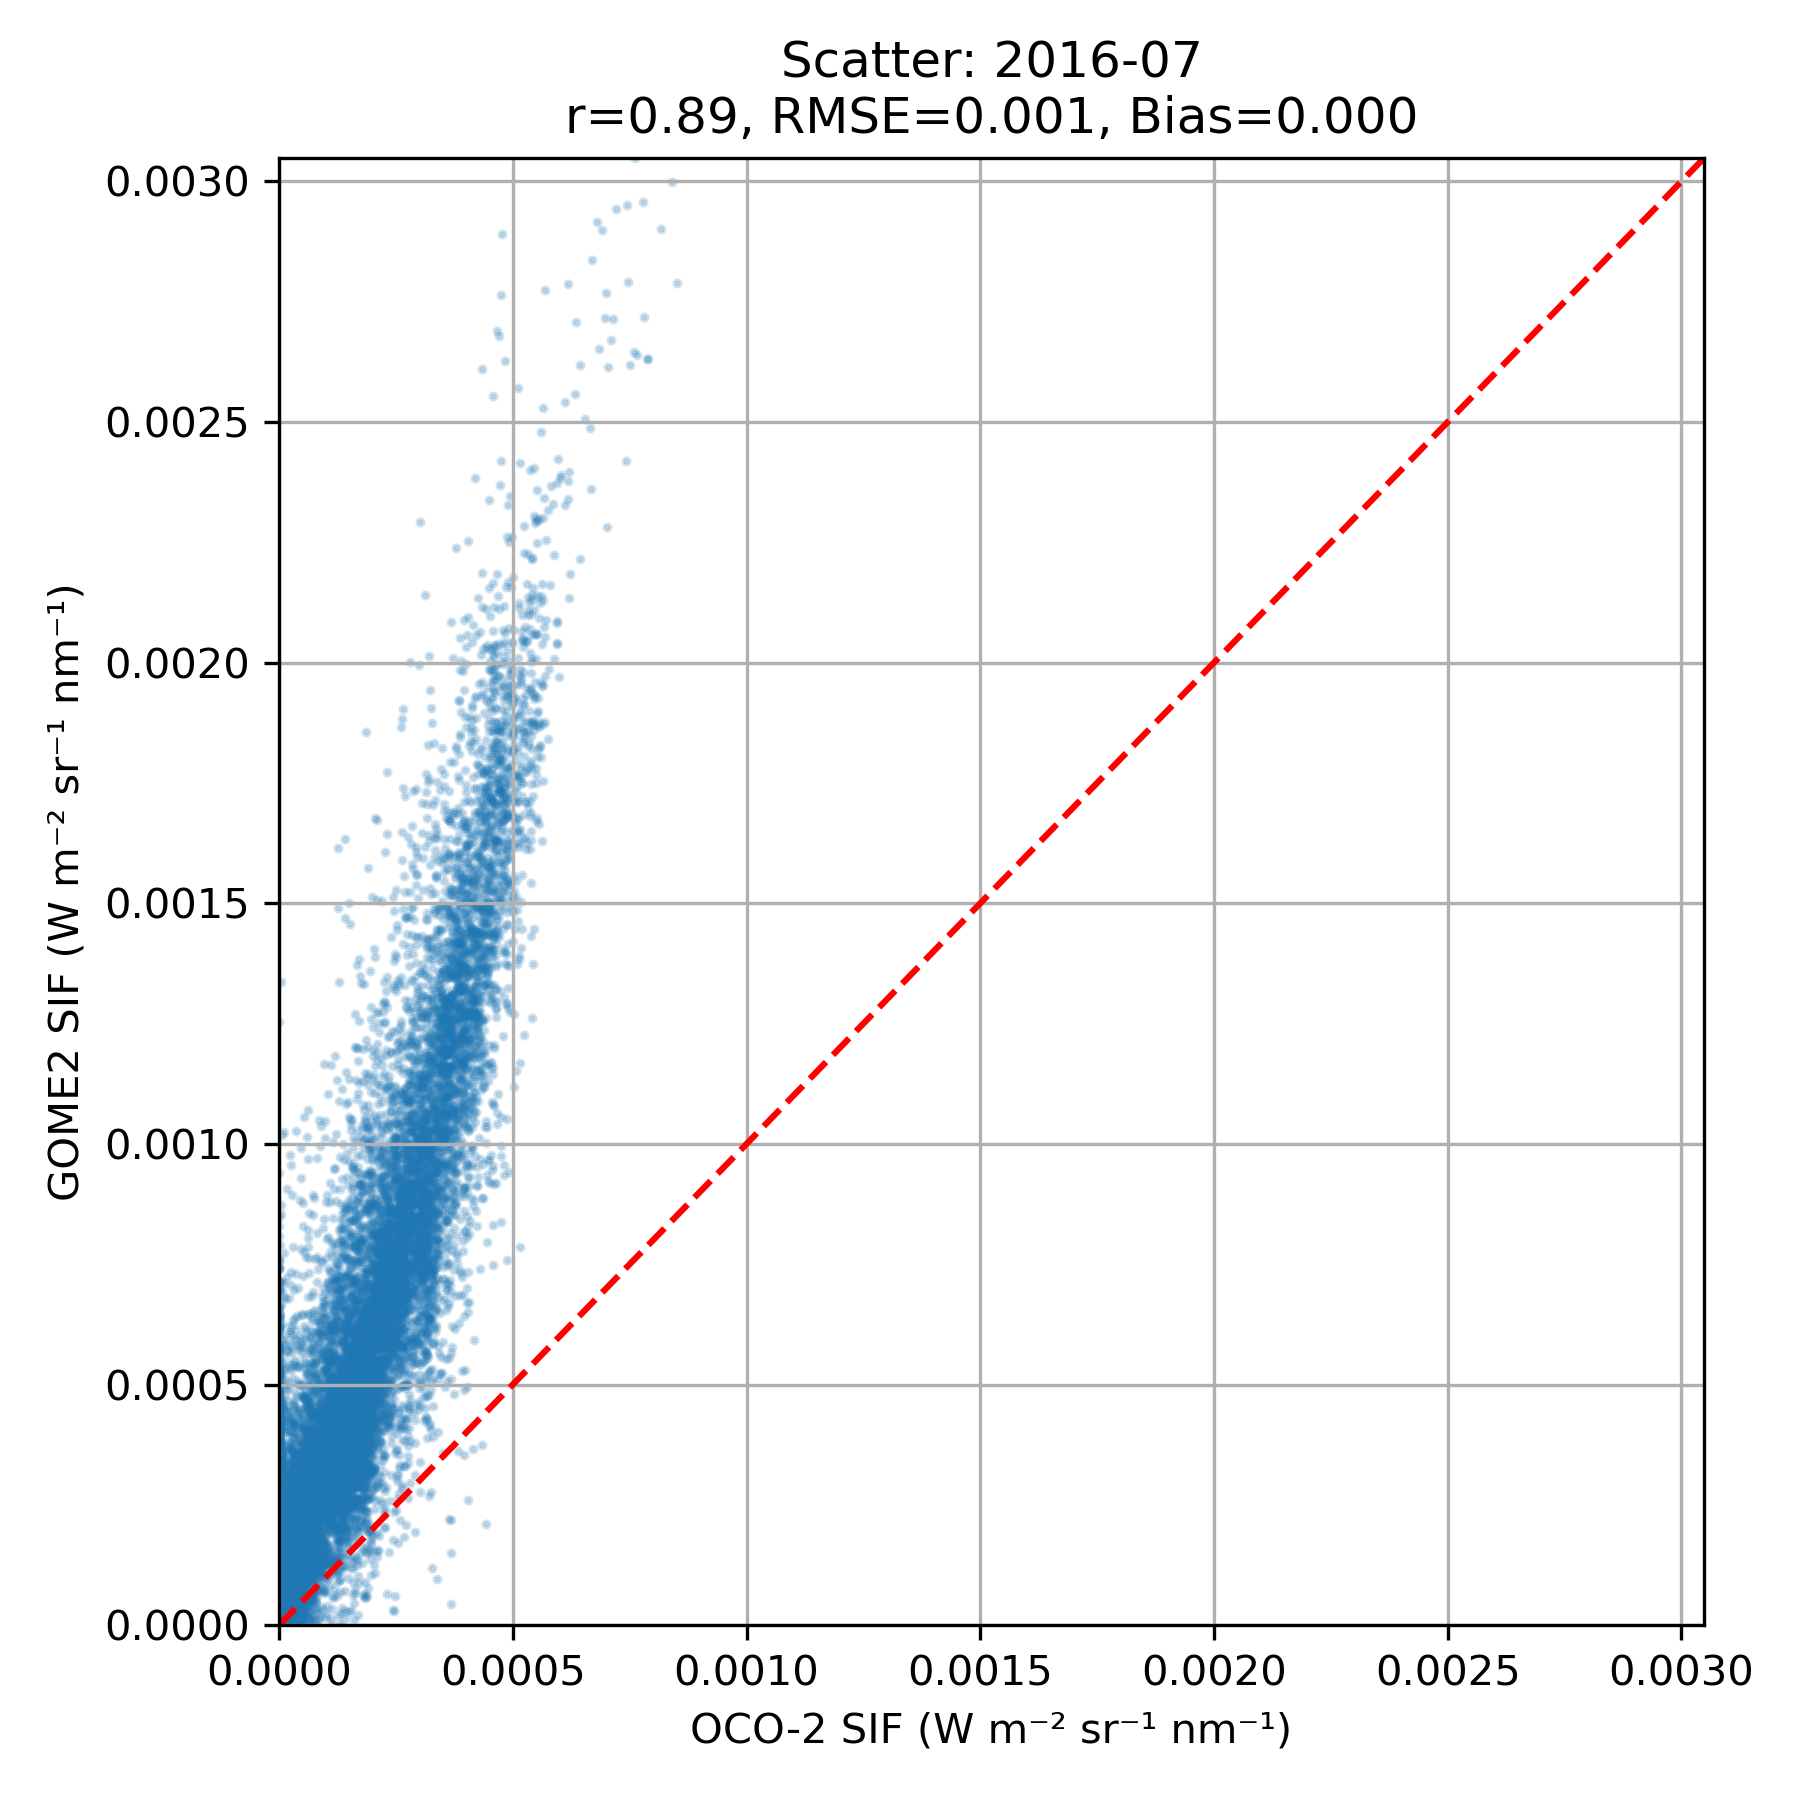 Scatter: 2016-07
r=0.89, RMSE=0.001, Bias=0.000
GOME2 SIF (W m⁻² sr⁻¹ nm⁻¹)
0.0030
0.0025
0.0020
0.0015
0.0010
0.0005
0.0000
0.0000 0.0005 0.0010 0.0015 0.0020 0.0025 0.0030
OCO-2 SIF (W m⁻² sr⁻¹ nm⁻¹)